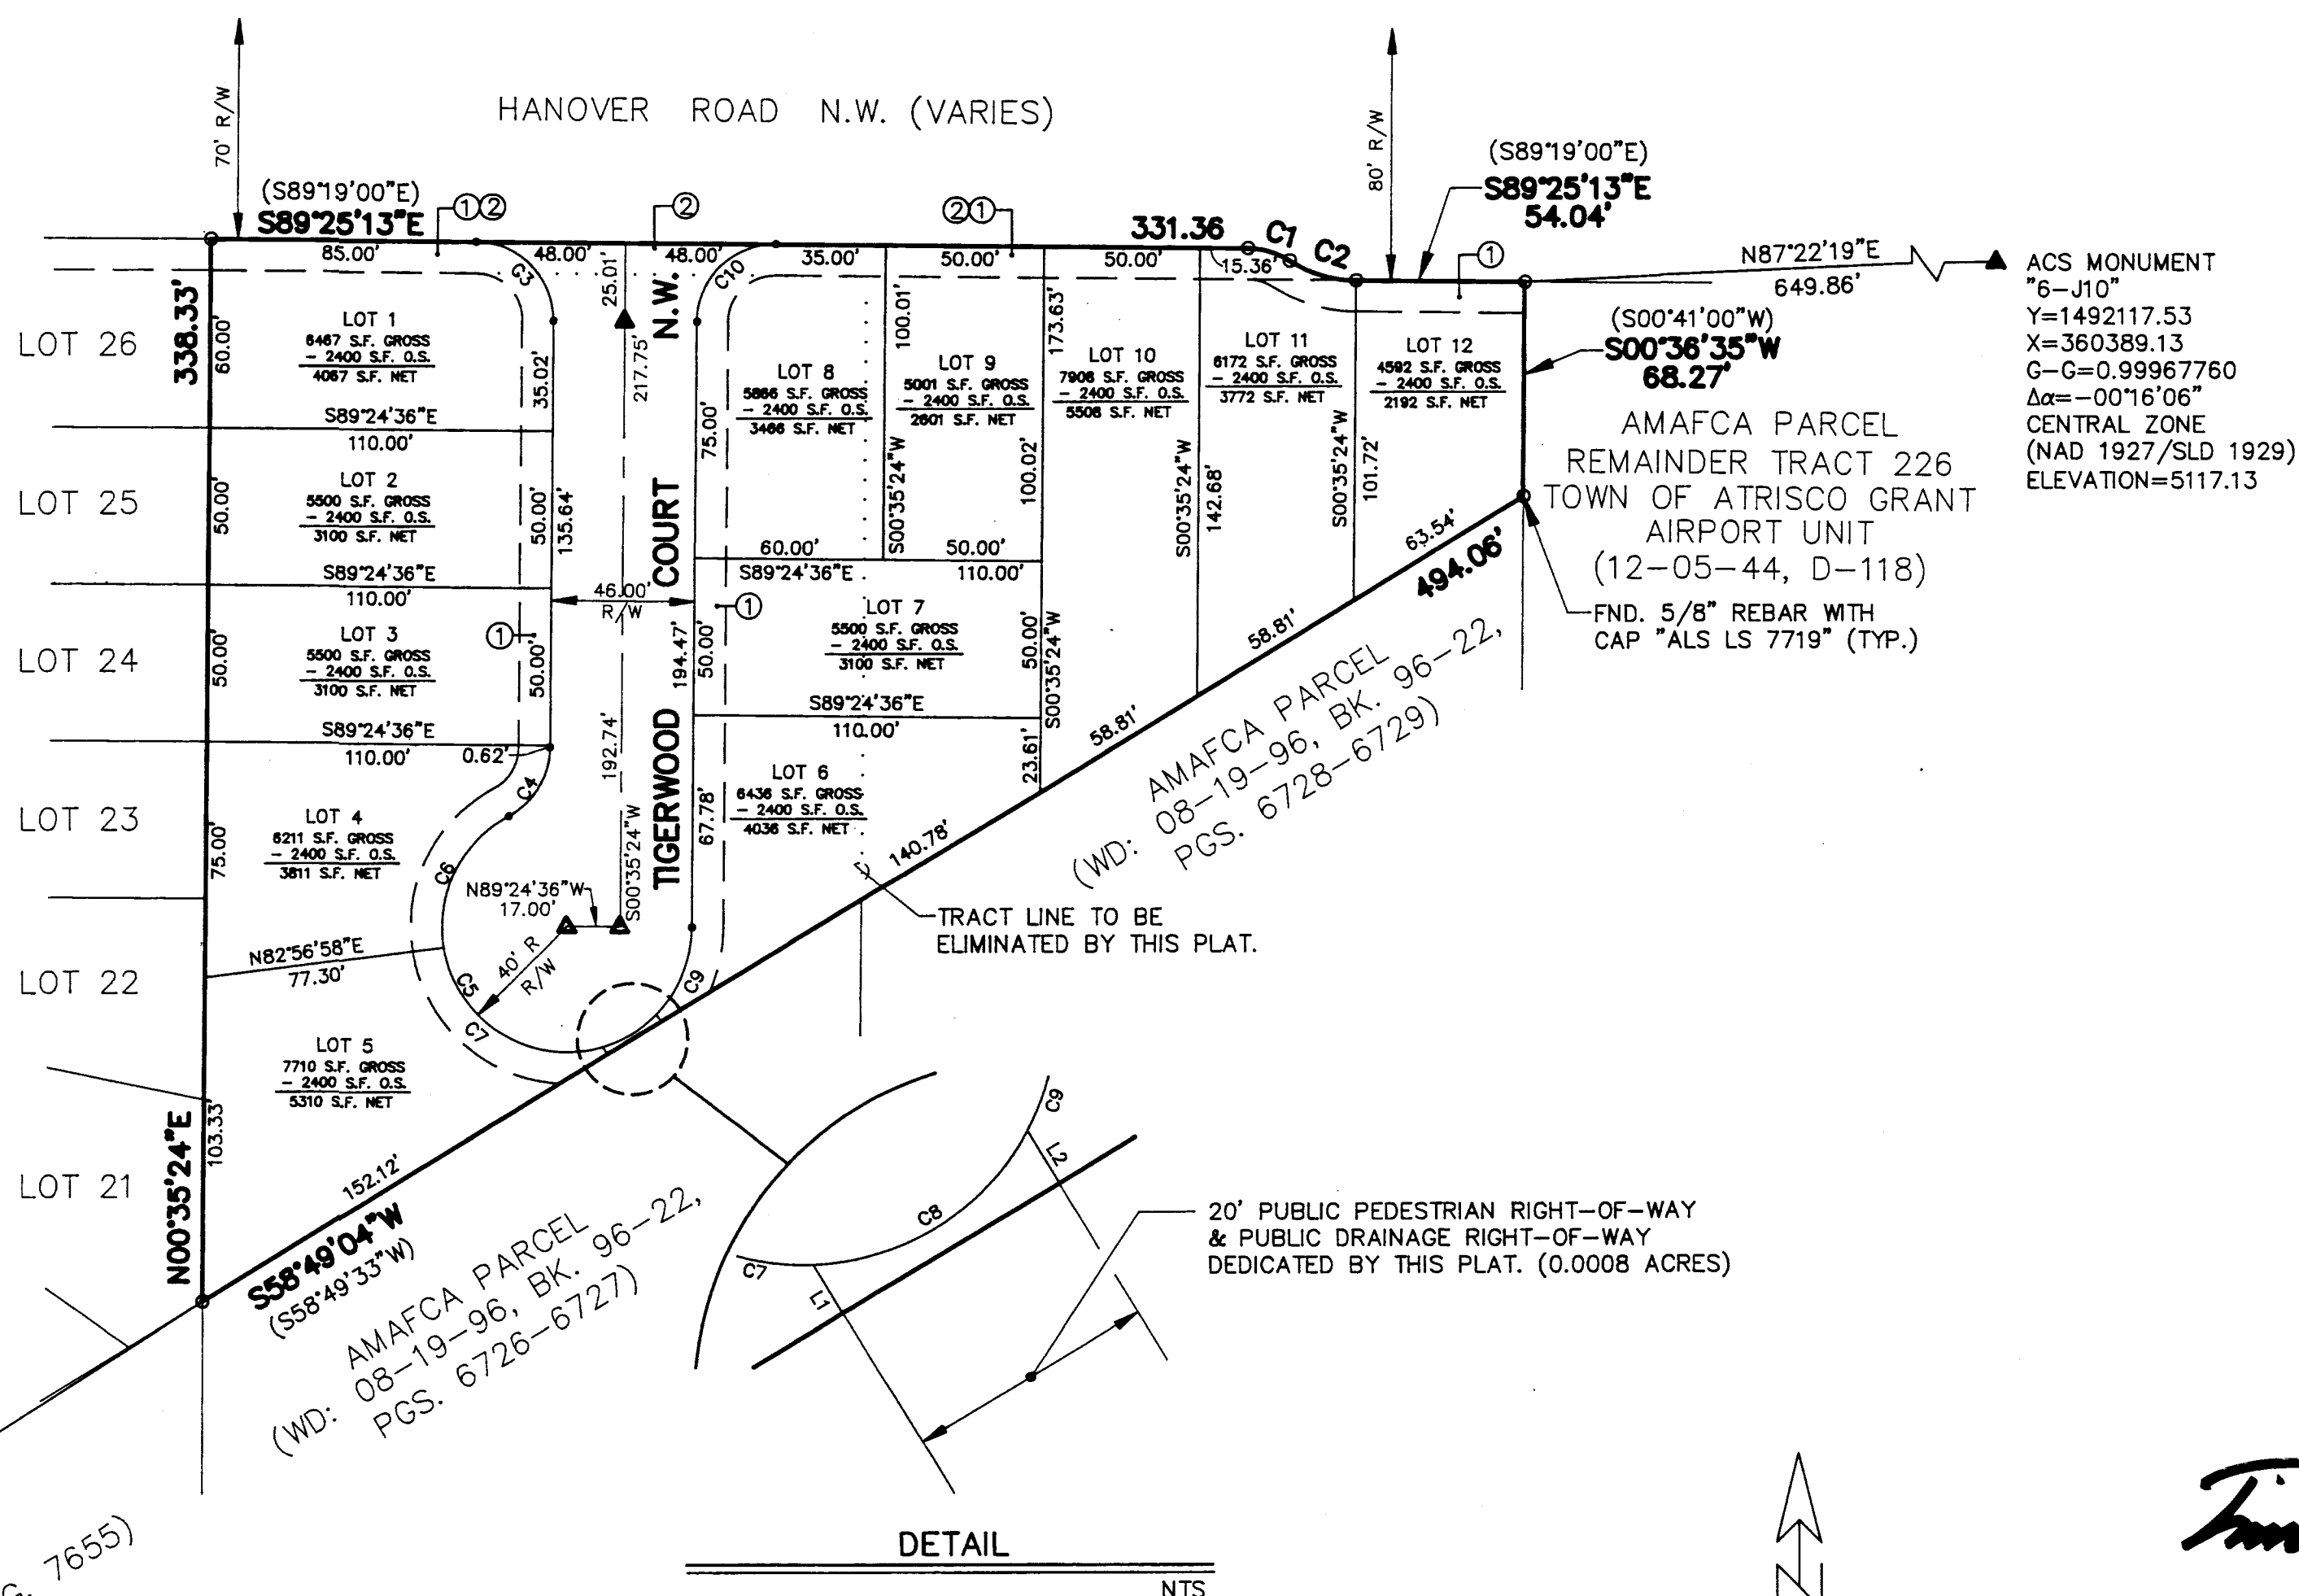 HANOVER ROAD N.W. (VARIES)
70' R/W
80' R/W
(S89°19'00"E)
S89°25'13"E
(S89°19'00"E)
S89°25'13"E
54.04'
① ②
②
② ①
①
331.36
C1
C2
85.00'
48.00'
48.00'
35.00'
50.00'
50.00'
15.36'
N87°22'19"E
649.86'
ACS MONUMENT
"6-J10"
Y=1492117.53
X=360389.13
G-G=0.99967760
Δα=-00°16'06"
CENTRAL ZONE
(NAD 1927/SLD 1929)
ELEVATION=5117.13
C3
C10
25.01'
N.W.
338.33'
60.00'
LOT 26
LOT 1
6467 S.F. GROSS
- 2400 S.F. O.S.
4067 S.F. NET
35.02'
217.75'
75.00'
LOT 8
5866 S.F. GROSS
- 2400 S.F. O.S.
3466 S.F. NET
100.01'
LOT 9
5001 S.F. GROSS
- 2400 S.F. O.S.
2601 S.F. NET
173.63'
LOT 10
7906 S.F. GROSS
- 2400 S.F. O.S.
5506 S.F. NET
LOT 11
6172 S.F. GROSS
- 2400 S.F. O.S.
3772 S.F. NET
LOT 12
4592 S.F. GROSS
- 2400 S.F. O.S.
2192 S.F. NET
(S00°41'00"W)
S00°36'35"W
68.27'
AMAFCA PARCEL
REMAINDER TRACT 226
TOWN OF ATRISCO GRANT
AIRPORT UNIT
(12-05-44, D-118)
S89°24'36"E
110.00'
LOT 25
50.00'
LOT 2
5500 S.F. GROSS
- 2400 S.F. O.S.
3100 S.F. NET
50.00'
135.64'
S00°35'24"W
100.02'
S00°35'24"W
142.68'
S00°35'24"W
101.72'
63.54'
494.06'
60.00'
50.00'
S89°24'36"E
110.00'
S89°24'36"E
110.00'
46.00'
R/W
COURT
①
FND. 5/8" REBAR WITH
CAP "ALS LS 7719" (TYP.)
LOT 24
50.00'
LOT 3
5500 S.F. GROSS
- 2400 S.F. O.S.
3100 S.F. NET
①
50.00'
194.47'
50.00'
LOT 7
5500 S.F. GROSS
- 2400 S.F. O.S.
3100 S.F. NET
50.00'
S00°35'24"W
58.81'
S89°24'36"E
110.00'
S89°24'36"E
110.00'
0.62'
192.74'
TIGERWOOD
23.61'
58.81'
AMAFCA PARCEL
(WD: 08-19-96, BK. 96-22,
PGS. 6728-6729)
LOT 23
75.00'
LOT 4
6211 S.F. GROSS
- 2400 S.F. O.S.
3811 S.F. NET
C4
C6
LOT 6
6436 S.F. GROSS
- 2400 S.F. O.S.
4036 S.F. NET
67.78'
140.78'
S00°35'24"W
N89°24'36"W
17.00'
TRACT LINE TO BE
ELIMINATED BY THIS PLAT.
LOT 22
N82°56'58"E
77.30'
C5
40' R
R/W
C9
C7
LOT 5
7710 S.F. GROSS
- 2400 S.F. O.S.
5310 S.F. NET
103.33'
N00°35'24"E
LOT 21
152.12'
S58°49'04"W
(S58°49'33"W)
AMAFCA PARCEL
(WD: 08-19-96, BK. 96-22,
PGS. 6726-6727)
C9
L2
C8
C7
L1
20' PUBLIC PEDESTRIAN RIGHT-OF-WAY
& PUBLIC DRAINAGE RIGHT-OF-WAY
DEDICATED BY THIS PLAT. (0.0008 ACRES)
DETAIL
NTS
7655)
N